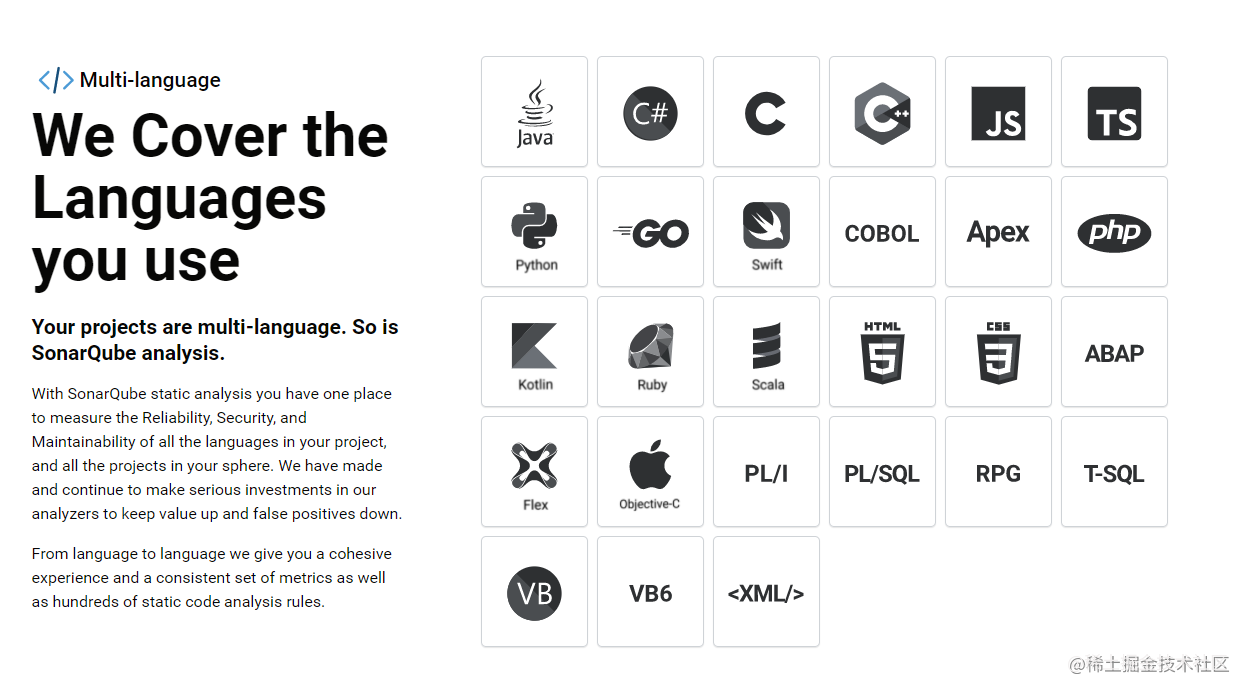 </> Multi-language
We Cover the
Languages
you use
Your projects are multi-language. So is
SonarQube analysis.
With SonarQube static analysis you have one place
to measure the Reliability, Security, and
Maintainability of all the languages in your project,
and all the projects in your sphere. We have made
and continue to make serious investments in our
analyzers to keep value up and false positives down.
From language to language we give you a cohesive
experience and a consistent set of metrics as well
as hundreds of static code analysis rules.
Java
C#
C
C++
JS
TS
Python
GO
Swift
COBOL
Apex
php
Kotlin
Ruby
Scala
HTML
5
CSS
3
ABAP
Flex
Objective-C
PL/I
PL/SQL
RPG
T-SQL
VB
VB6
<XML/>
@稀土掘金技术社区